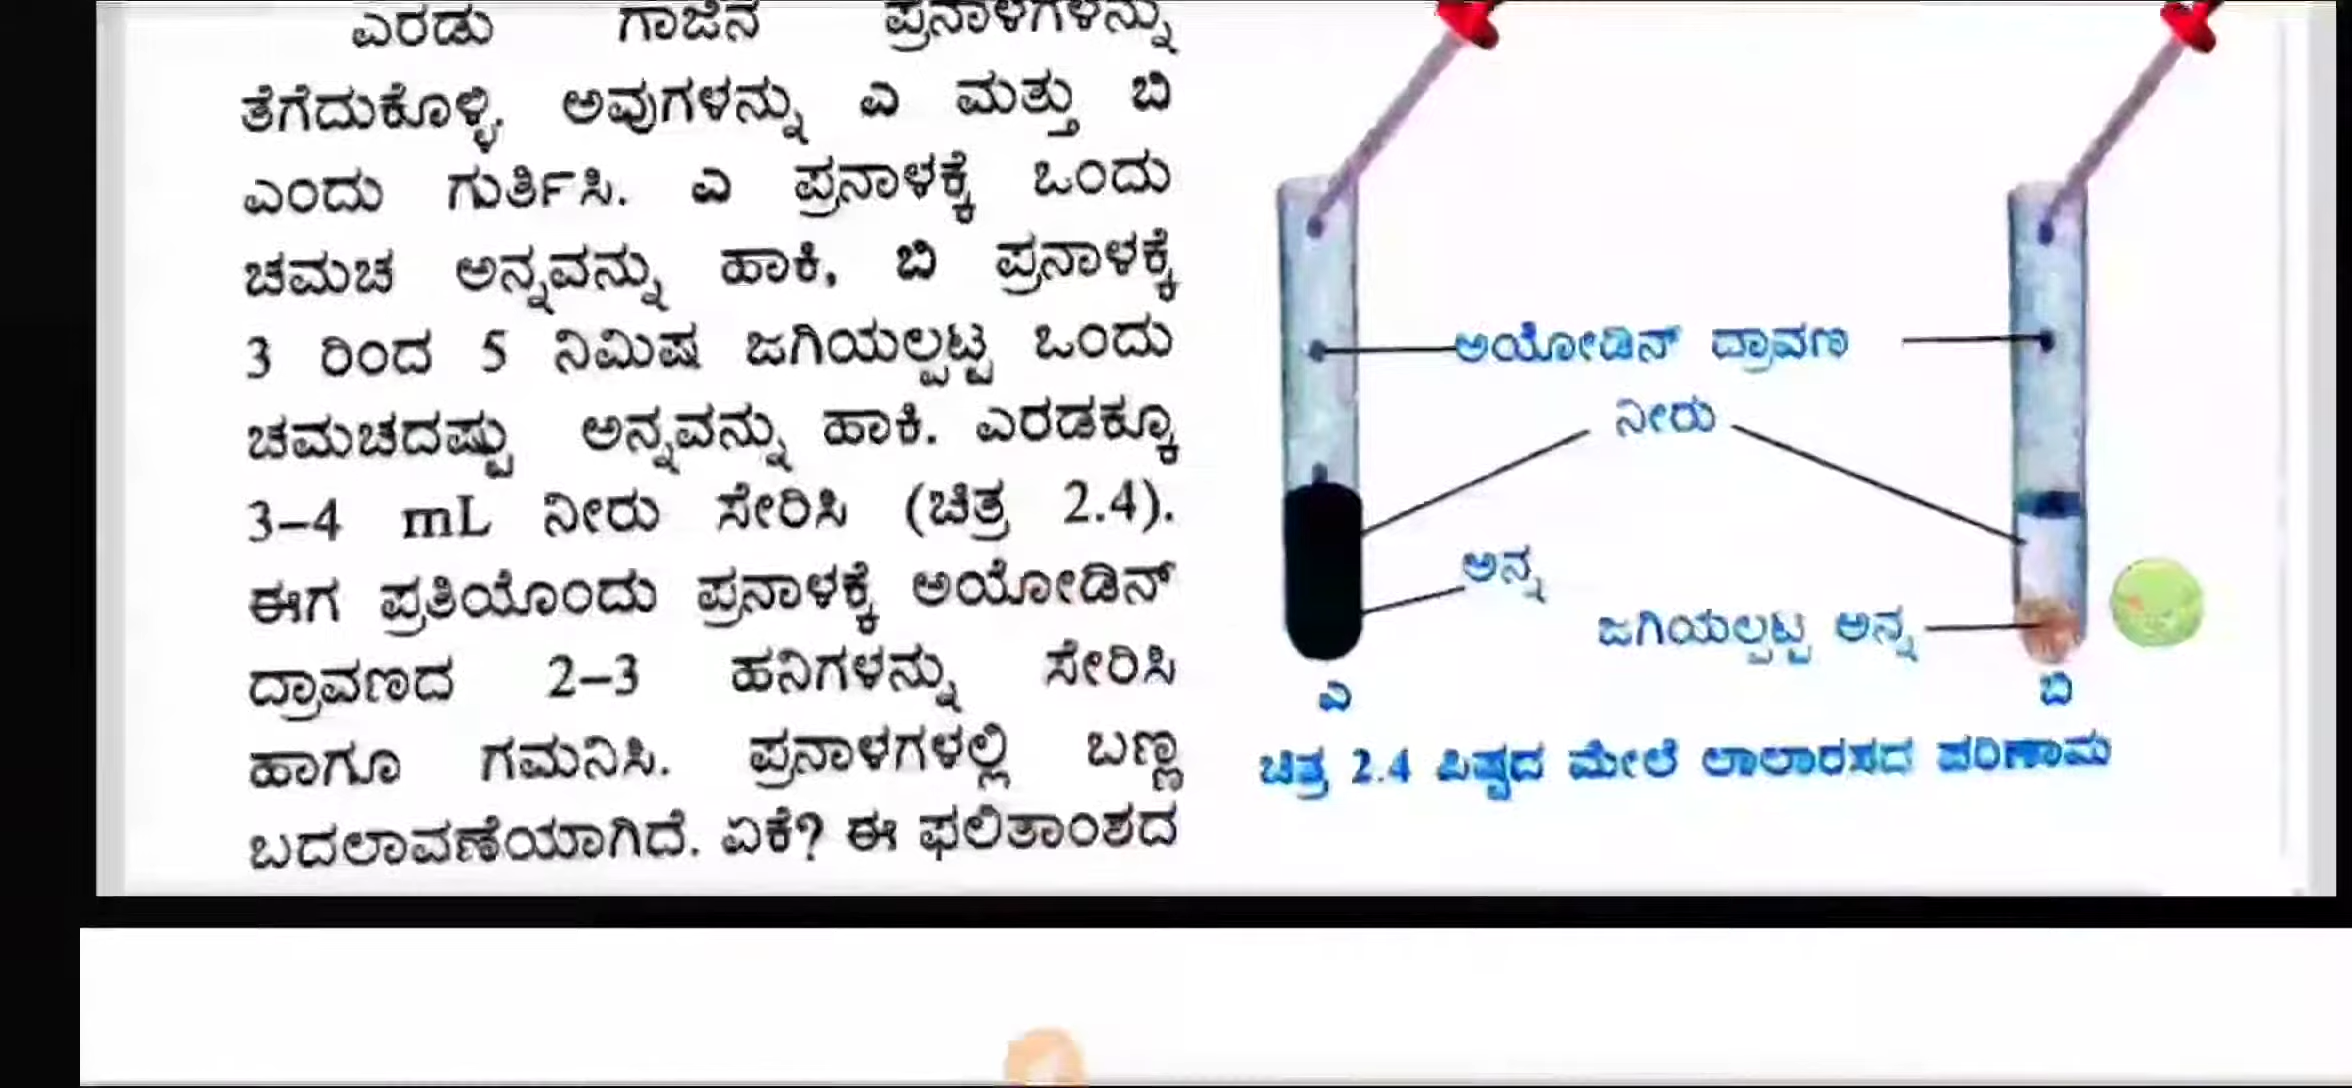 ಎರಡು ಗಾಜಿನ ಪ್ರನಾಳಗಳನ್ನು
ತೆಗೆದುಕೊಳ್ಳಿ. ಅವುಗಳನ್ನು ಎ ಮತ್ತು ಬಿ
ಎಂದು ಗುರ್ತಿಸಿ. ಎ ಪ್ರನಾಳಕ್ಕೆ ಒಂದು
ಚಮಚ ಅನ್ನವನ್ನು ಹಾಕಿ, ಬಿ ಪ್ರನಾಳಕ್ಕೆ
3 ರಿಂದ 5 ನಿಮಿಷ ಜಗಿಯಲ್ಪಟ್ಟ ಒಂದು
ಚಮಚದಷ್ಟು ಅನ್ನವನ್ನು ಹಾಕಿ. ಎರಡಕ್ಕೂ
3–4 mL ನೀರು ಸೇರಿಸಿ (ಚಿತ್ರ 2.4).
ಈಗ ಪ್ರತಿಯೊಂದು ಪ್ರನಾಳಕ್ಕೆ ಅಯೋಡಿನ್
ದ್ರಾವಣದ 2–3 ಹನಿಗಳನ್ನು ಸೇರಿಸಿ
ಹಾಗೂ ಗಮನಿಸಿ. ಪ್ರನಾಳಗಳಲ್ಲಿ ಬಣ್ಣ
ಬದಲಾವಣೆಯಾಗಿದೆ. ಏಕೆ? ಈ ಫಲಿತಾಂಶದ
ಅಯೋಡಿನ್ ದ್ರಾವಣ
ನೀರು
ಅನ್ನ
ಜಗಿಯಲ್ಪಟ್ಟ ಅನ್ನ
ಎ
ಬಿ
ಚಿತ್ರ 2.4 ಪಿಷ್ಟದ ಮೇಲೆ ಲಾಲಾರಸದ ಪರಿಣಾಮ